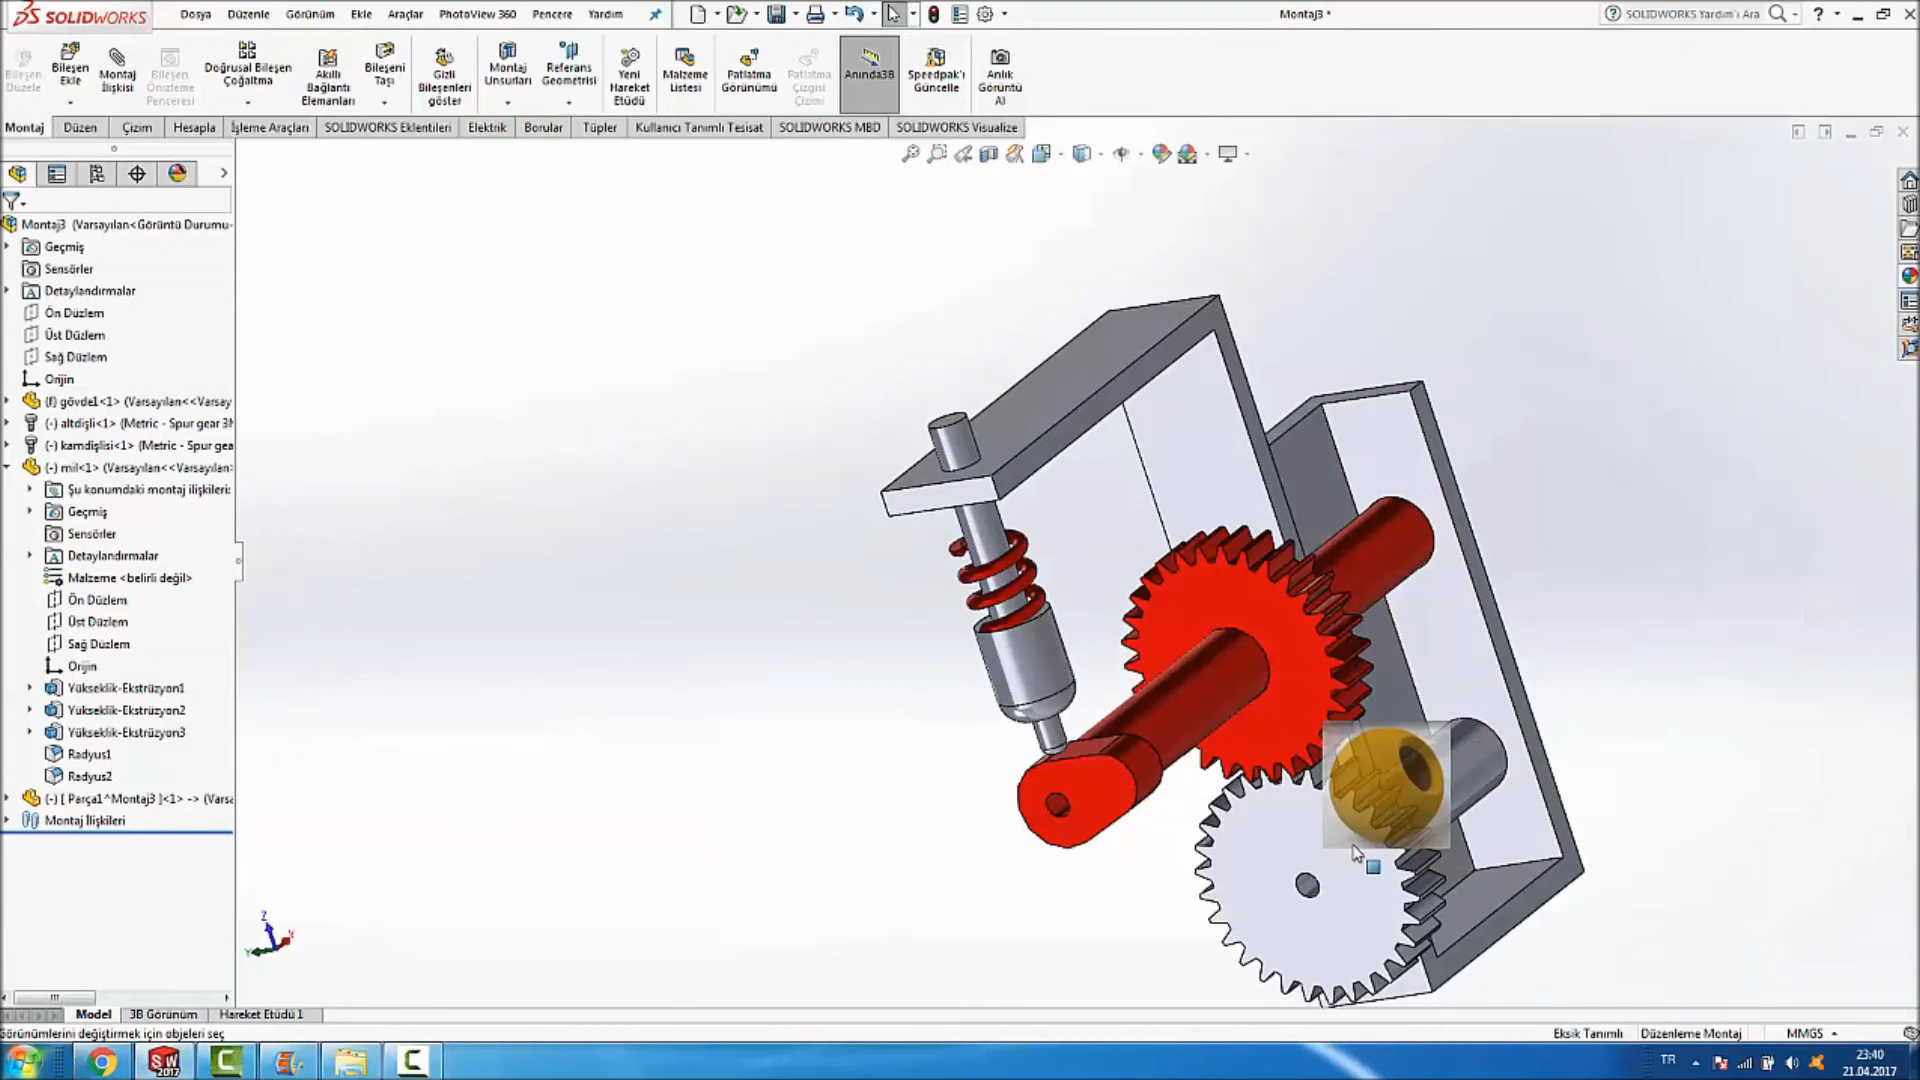 SOLIDWORKS
Dosya Düzenle Görünüm Ekle Araçlar PhotoView 360 Pencere Yardım
Montaj3 *
SOLIDWORKS Yardım'ı Ara
Bileşen Düzele
Bileşen Ekle
Montaj İlişkisi
Bileşen Önizleme Penceresi
Doğrusal Bileşen Çoğaltma
Akıllı Bağlantı Elemanları
Bileşeni Taşı
Gizli Bileşenleri göster
Montaj Unsurları
Referans Geometrisi
Yeni Hareket Etüdü
Malzeme Listesi
Patlatma Görünümü
Patlatma Çizgisi Çizimi
Anında3B
Speedpak'ı Güncelle
Anlık Görüntü Al
Montaj Düzen Çizim Hesapla İşleme Araçları SOLIDWORKS Eklentileri Elektrik Borular Tüpler Kullanıcı Tanımlı Tesisat SOLIDWORKS MBD SOLIDWORKS Visualize
Montaj3 (Varsayılan<Görüntü Durumu-
Geçmiş
Sensörler
Detaylandırmalar
Ön Düzlem
Üst Düzlem
Sağ Düzlem
Orijin
(f) gövde1<1> (Varsayılan<<Varsay
(-) altdişli<1> (Metric - Spur gear 3M
(-) kamdişlisi<1> (Metric - Spur gea
(-) mil<1> (Varsayılan<<Varsayılan>
Şu konumdaki montaj ilişkileri:
Geçmiş
Sensörler
Detaylandırmalar
Malzeme <belirli değil>
Ön Düzlem
Üst Düzlem
Sağ Düzlem
Orijin
Yükseklik-Ekstrüzyon1
Yükseklik-Ekstrüzyon2
Yükseklik-Ekstrüzyon3
Radyus1
Radyus2
(-) [ Parça1^Montaj3 ]<1> -> (Varsa
Montaj İlişkileri
Z
Y
X
Model 3B Görünüm Hareket Etüdü 1
Görünümlerini değiştirmek için objeleri seç
Eksik Tanımlı Düzenleme Montaj MMGS
SW 2017
TR
23:40
21.04.2017